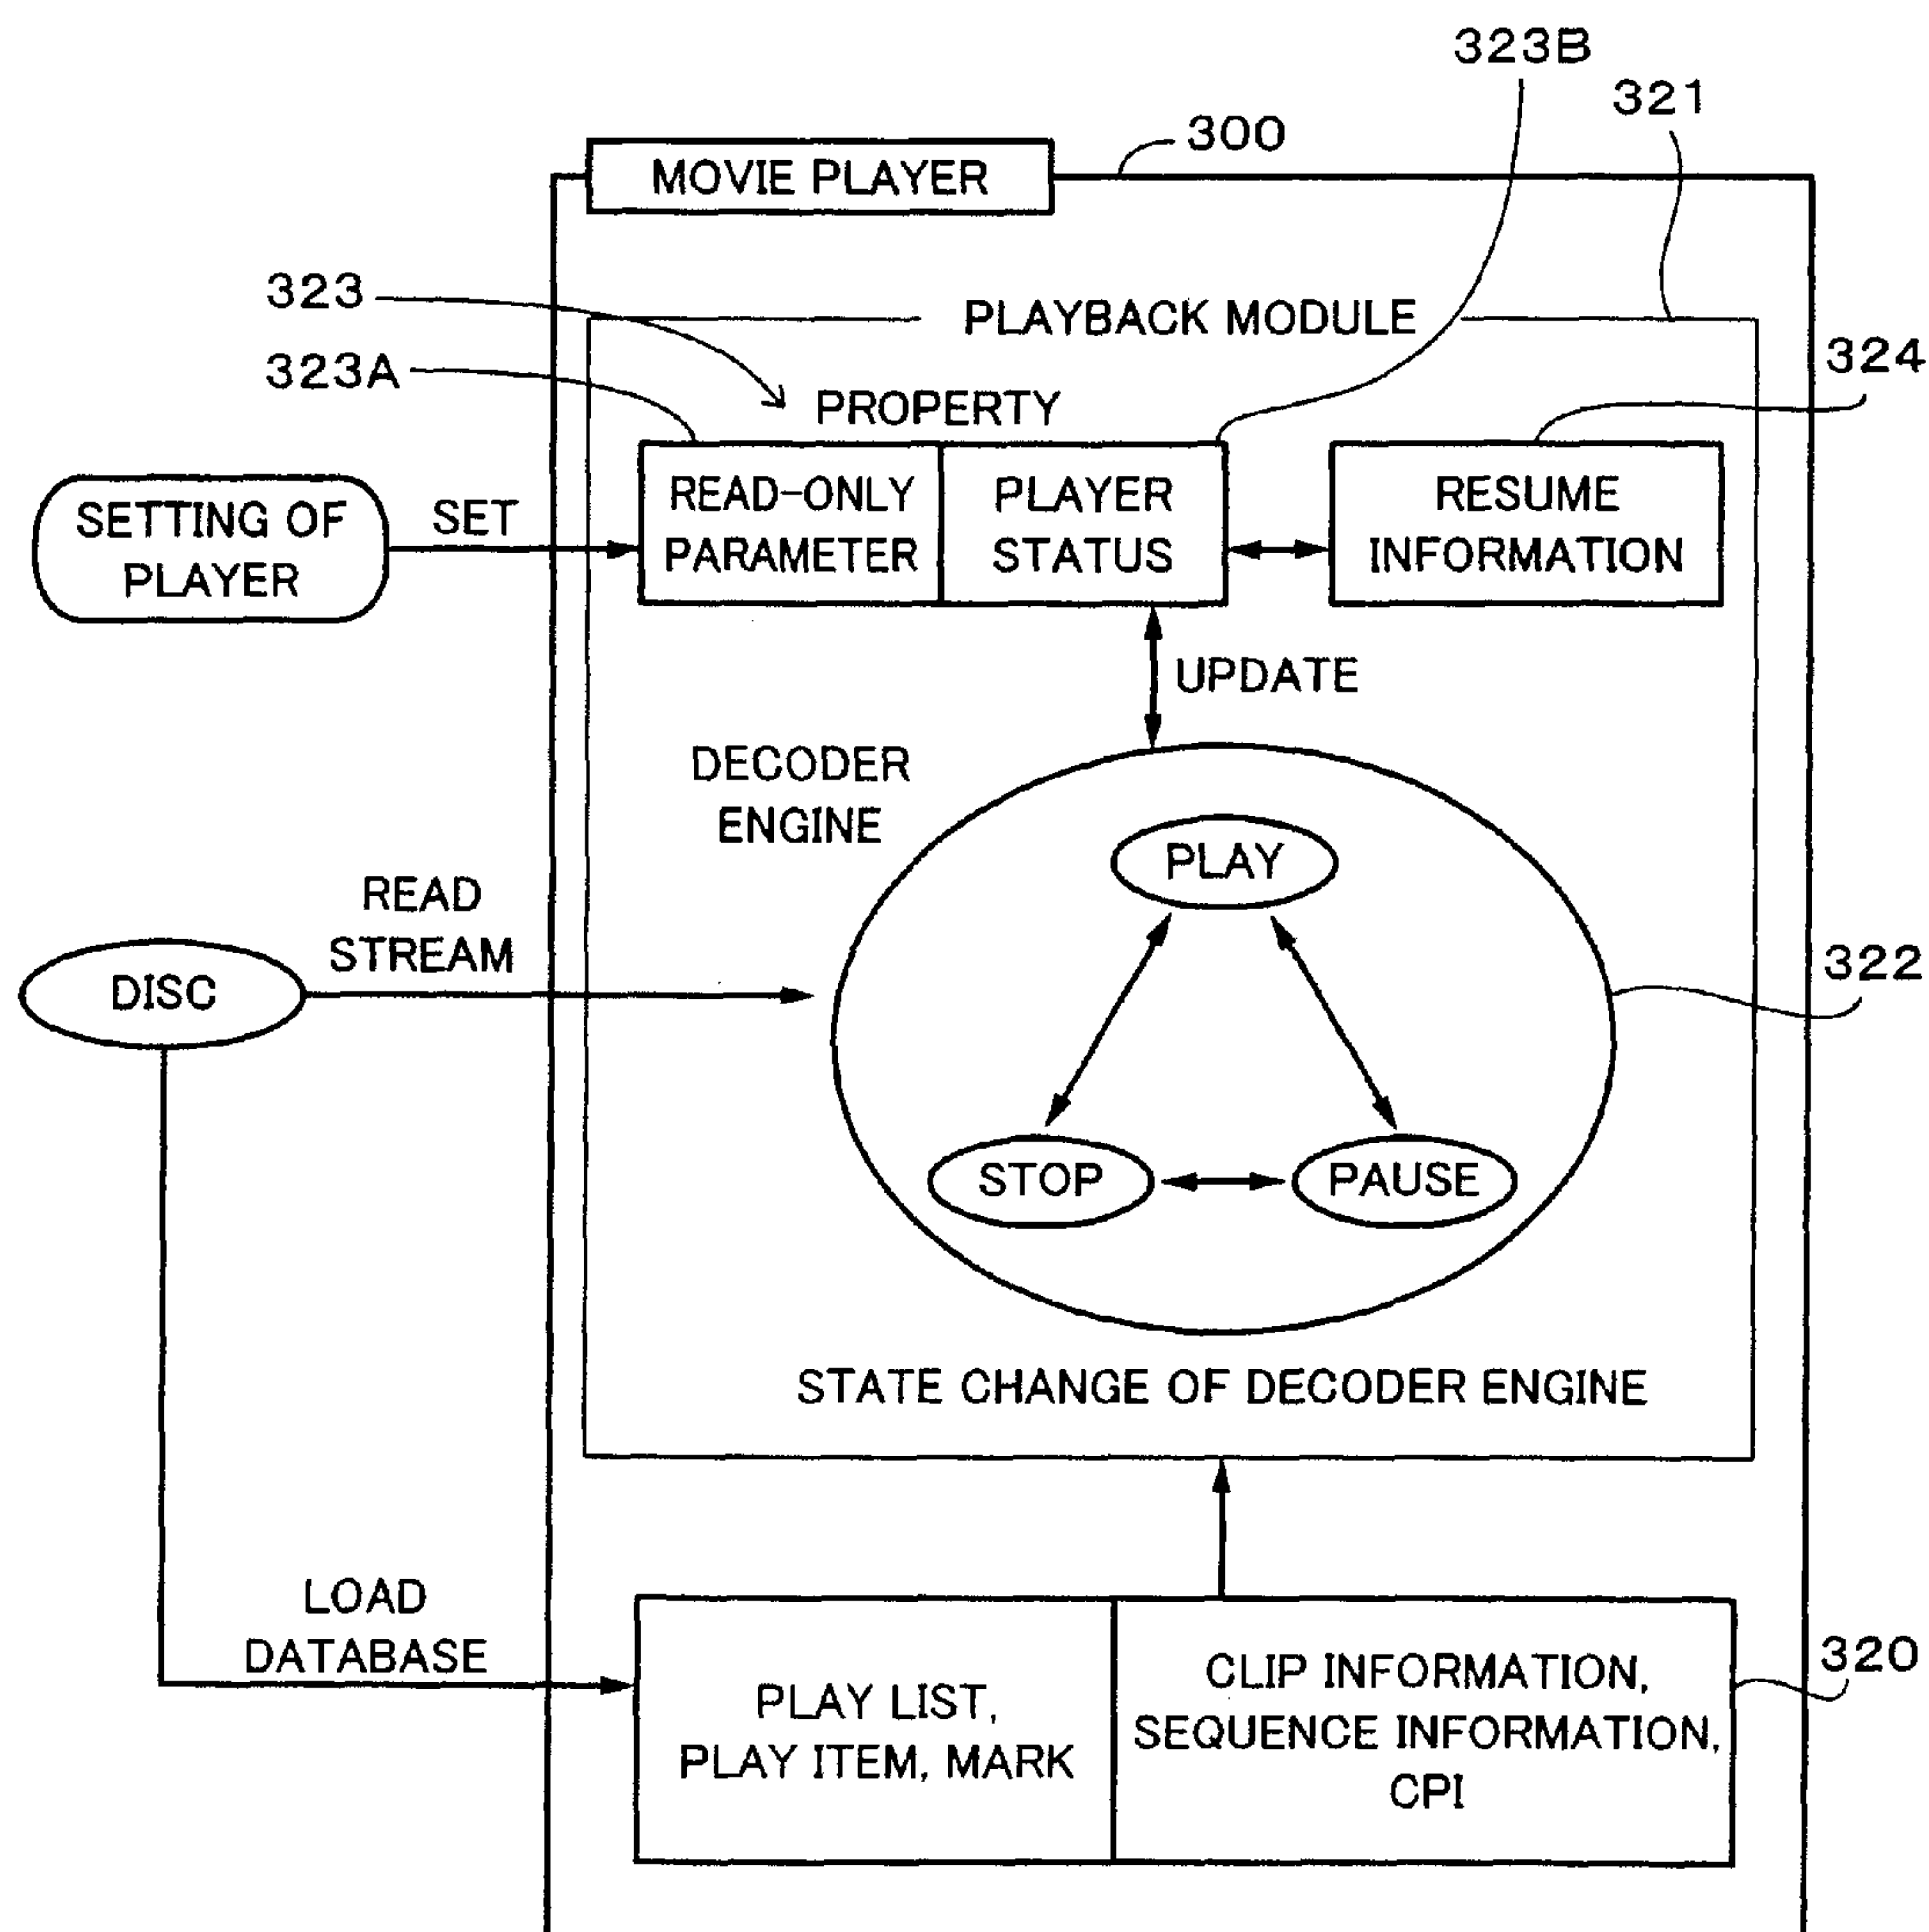 323B
321
300
MOVIE PLAYER
323
PLAYBACK MODULE
324
323A
PROPERTY
READ-ONLY
PARAMETER
PLAYER
STATUS
RESUME
INFORMATION
SETTING OF
PLAYER
SET
UPDATE
DECODER
ENGINE
PLAY
READ
STREAM
DISC
322
STOP
PAUSE
STATE CHANGE OF DECODER ENGINE
LOAD
DATABASE
PLAY LIST,
PLAY ITEM, MARK
CLIP INFORMATION,
SEQUENCE INFORMATION,
CPI
320